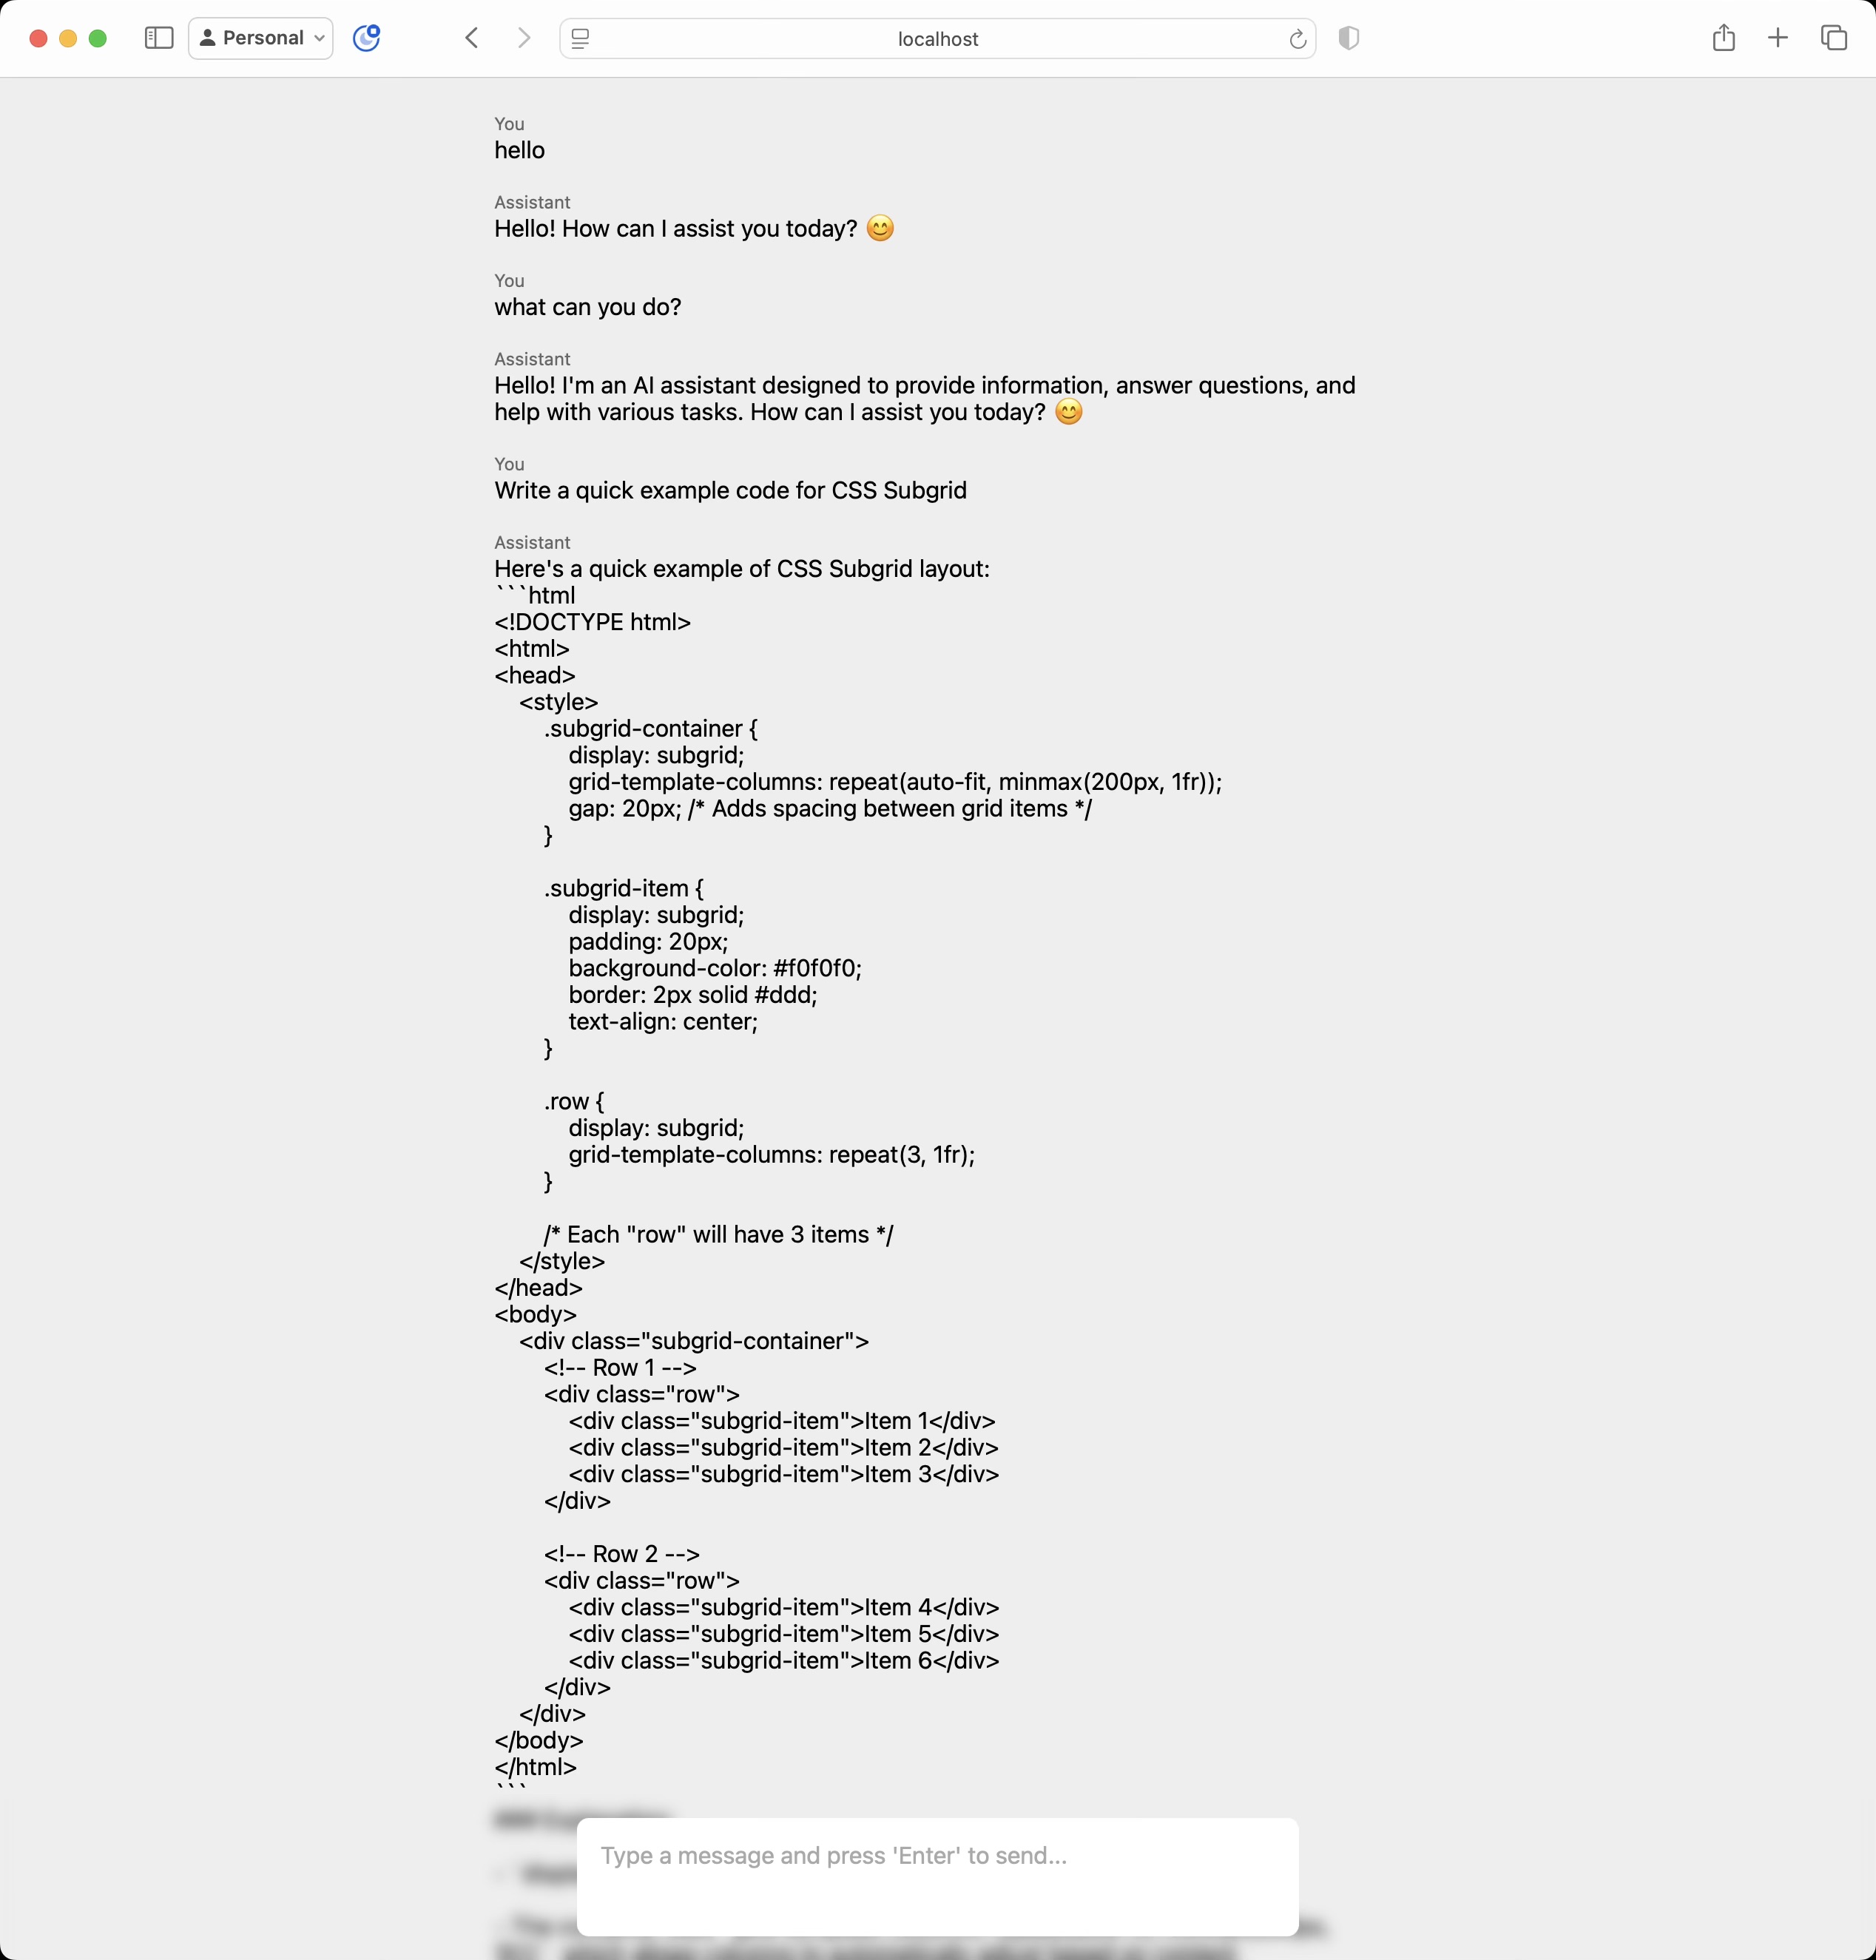 Personal
localhost
You
hello
Assistant
Hello! How can I assist you today? 😊
You
what can you do?
Assistant
Hello! I'm an AI assistant designed to provide information, answer questions, and
help with various tasks. How can I assist you today? 😊
You
Write a quick example code for CSS Subgrid
Assistant
Here's a quick example of CSS Subgrid layout:
```html
<!DOCTYPE html>
<html>
<head>
    <style>
        .subgrid-container {
            display: subgrid;
            grid-template-columns: repeat(auto-fit, minmax(200px, 1fr));
            gap: 20px; /* Adds spacing between grid items */
        }

        .subgrid-item {
            display: subgrid;
            padding: 20px;
            background-color: #f0f0f0;
            border: 2px solid #ddd;
            text-align: center;
        }

        .row {
            display: subgrid;
            grid-template-columns: repeat(3, 1fr);
        }

        /* Each "row" will have 3 items */
    </style>
</head>
<body>
    <div class="subgrid-container">
        <!-- Row 1 -->
        <div class="row">
            <div class="subgrid-item">Item 1</div>
            <div class="subgrid-item">Item 2</div>
            <div class="subgrid-item">Item 3</div>
        </div>

        <!-- Row 2 -->
        <div class="row">
            <div class="subgrid-item">Item 4</div>
            <div class="subgrid-item">Item 5</div>
            <div class="subgrid-item">Item 6</div>
        </div>
    </div>
</body>
</html>
```
Type a message and press 'Enter' to send...